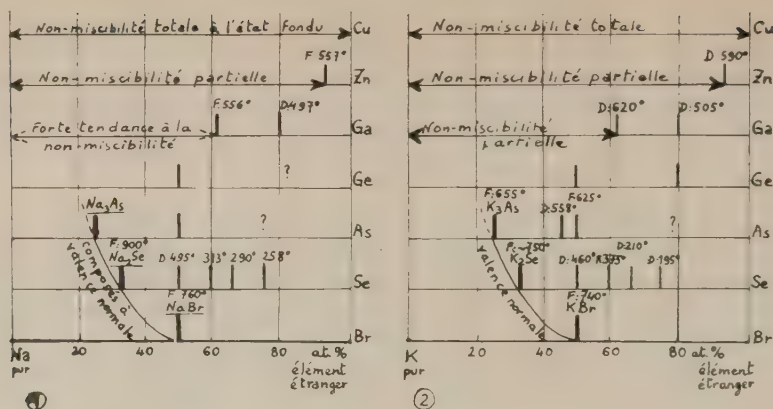 Non-miscibilité totale à l'état Fondu Cu
F 557°
Non-miscibilité partielle Zn
F: 556° D:497°
Forte tendance à la
non-miscibilité
Ga
?
Ge
Na₃As
?
As
F:900°
Na₂Se
D:495° 313° 290° 258°
Se
composés à
valence normale
F:760°
NaBr
Br
Na
pur
20 40 60 at.%
élément
étranger
1
Non-miscibilité totale Cu
D 590°
Non-miscibilité partielle Zn
D:620° D:505°
Non-miscibilité
partielle
Ga
Ge
F:655°
K₃As
D:558° F:625°
?
As
F:~750°
K₂Se
D:460° D:210° D:195°
Se
valence normale
F:740°
KBr
Br
K
pur
20 40 60 80 at.%
élément
étranger
2